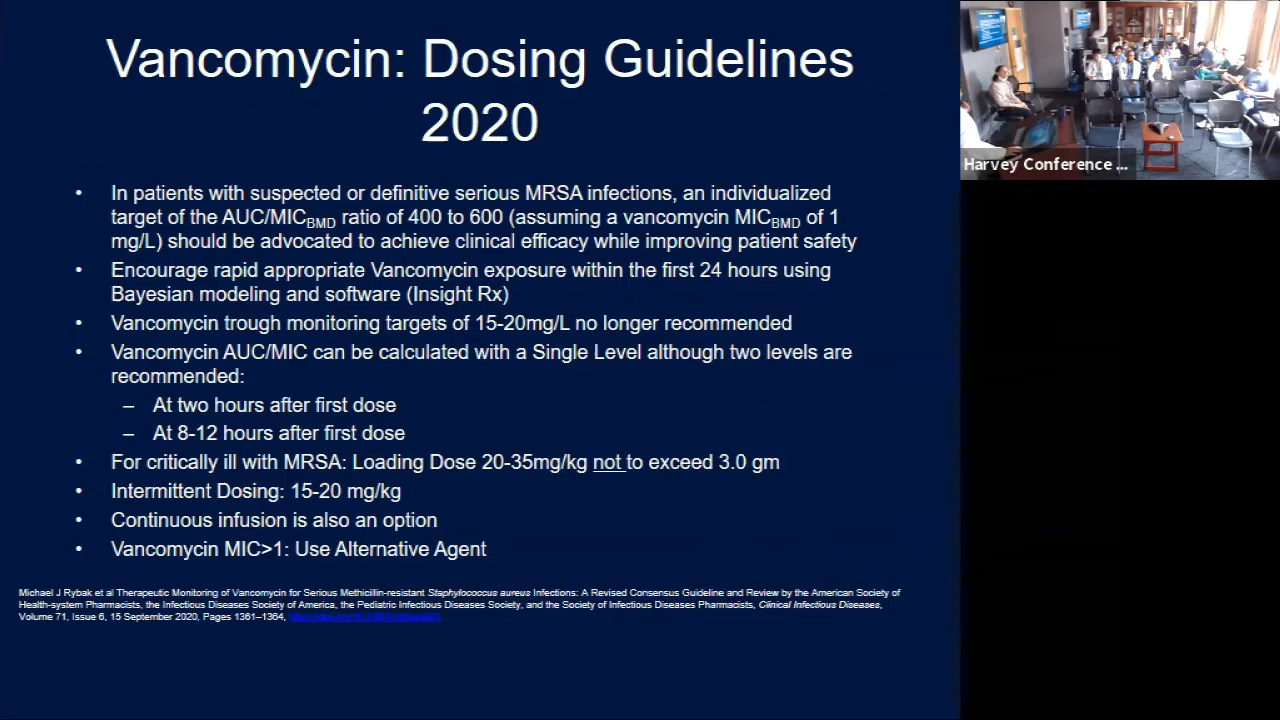 Vancomycin: Dosing Guidelines
2020
• In patients with suspected or definitive serious MRSA infections, an individualized
target of the AUC/MICBMD ratio of 400 to 600 (assuming a vancomycin MICBMD of 1
mg/L) should be advocated to achieve clinical efficacy while improving patient safety
• Encourage rapid appropriate Vancomycin exposure within the first 24 hours using
Bayesian modeling and software (Insight Rx)
• Vancomycin trough monitoring targets of 15-20mg/L no longer recommended
• Vancomycin AUC/MIC can be calculated with a Single Level although two levels are
recommended:
– At two hours after first dose
– At 8-12 hours after first dose
• For critically ill with MRSA: Loading Dose 20-35mg/kg not to exceed 3.0 gm
• Intermittent Dosing: 15-20 mg/kg
• Continuous infusion is also an option
• Vancomycin MIC>1: Use Alternative Agent
Michael J Rybak et al Therapeutic Monitoring of Vancomycin for Serious Methicillin-resistant Staphylococcus aureus Infections: A Revised Consensus Guideline and Review by the American Society of
Health-system Pharmacists, the Infectious Diseases Society of America, the Pediatric Infectious Diseases Society, and the Society of Infectious Diseases Pharmacists, Clinical Infectious Diseases,
Volume 71, Issue 6, 15 September 2020, Pages 1361–1364,
Harvey Conference ...